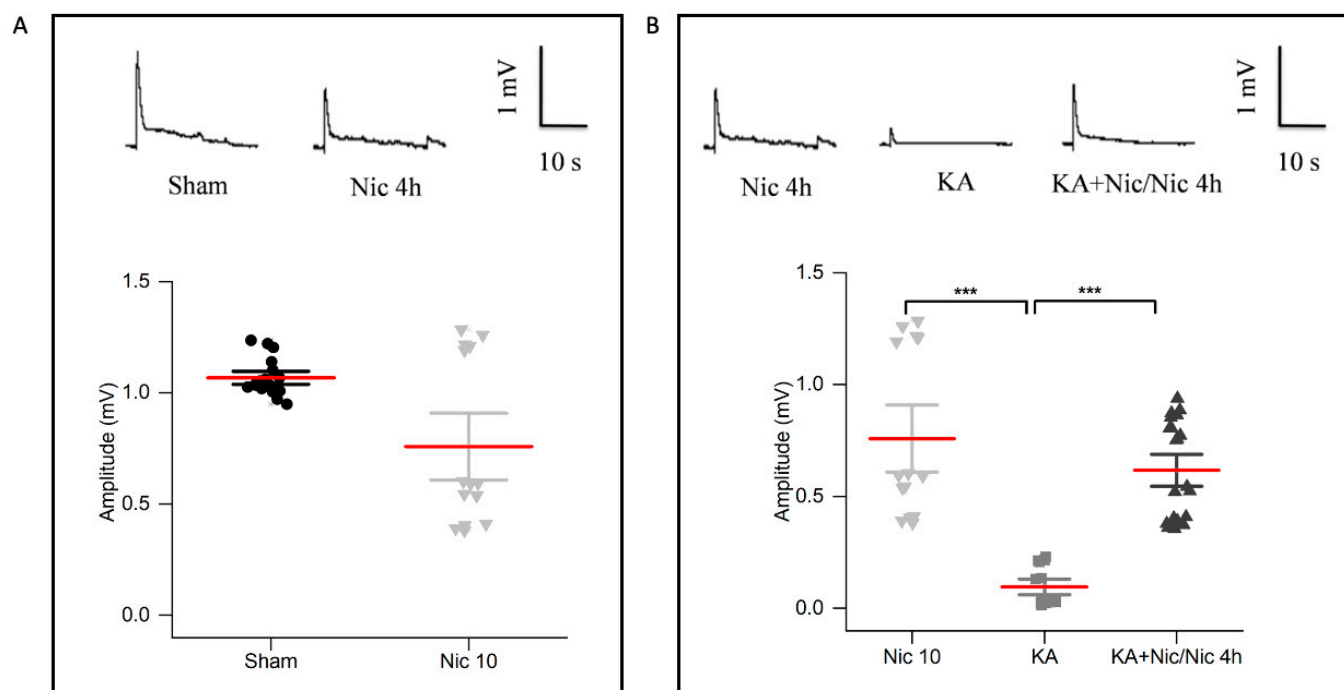 A
1 mV
10 s
Sham
Nic 4h
1.5
1.0
0.5
0.0
Amplitude (mV)
Sham
Nic 10
B
1 mV
10 s
Nic 4h
KA
KA+Nic/Nic 4h
1.5
1.0
0.5
0.0
Amplitude (mV)
***
***
Nic 10
KA
KA+Nic/Nic 4h